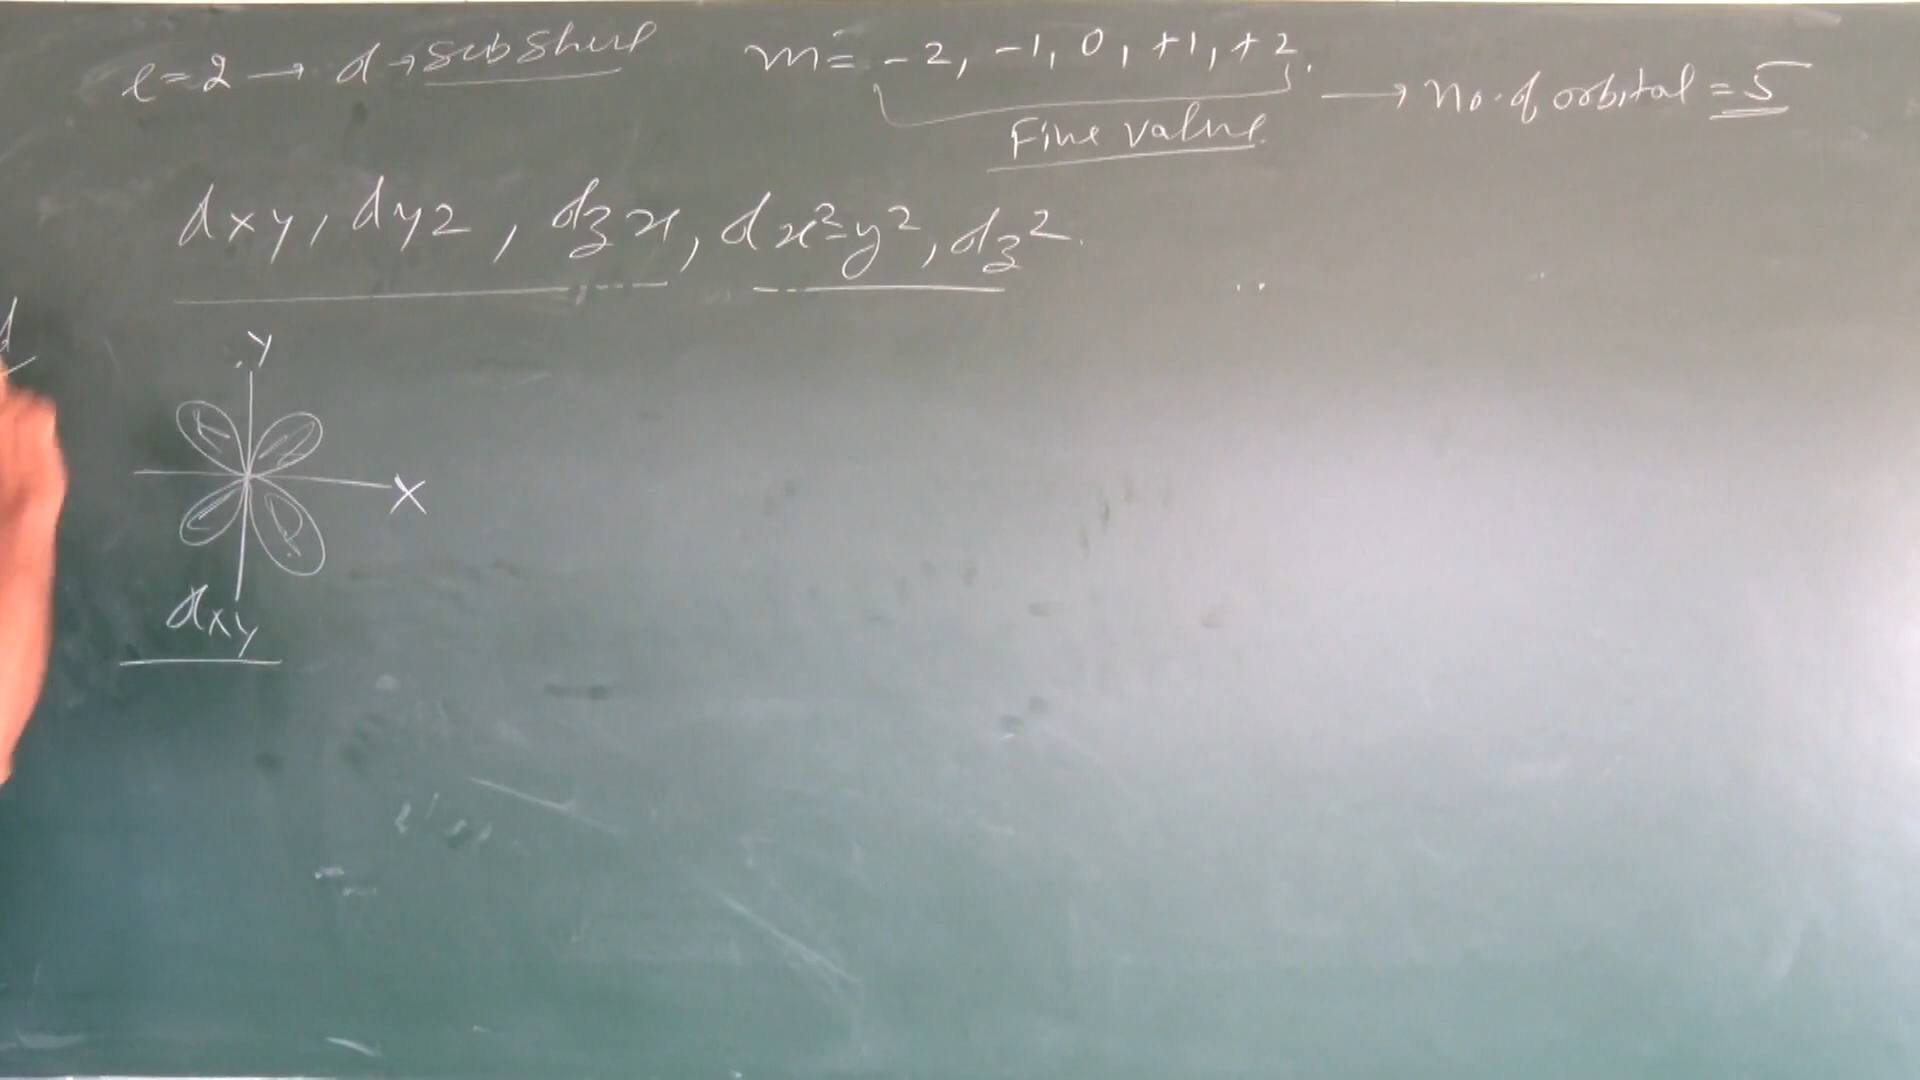 l=2 → d → subshell m= -2, -1, 0, +1, +2. → No. of orbital = 5
Five value.
dxy, dyz, dzx, dx²-y², dz².
d
Y
X
dxy